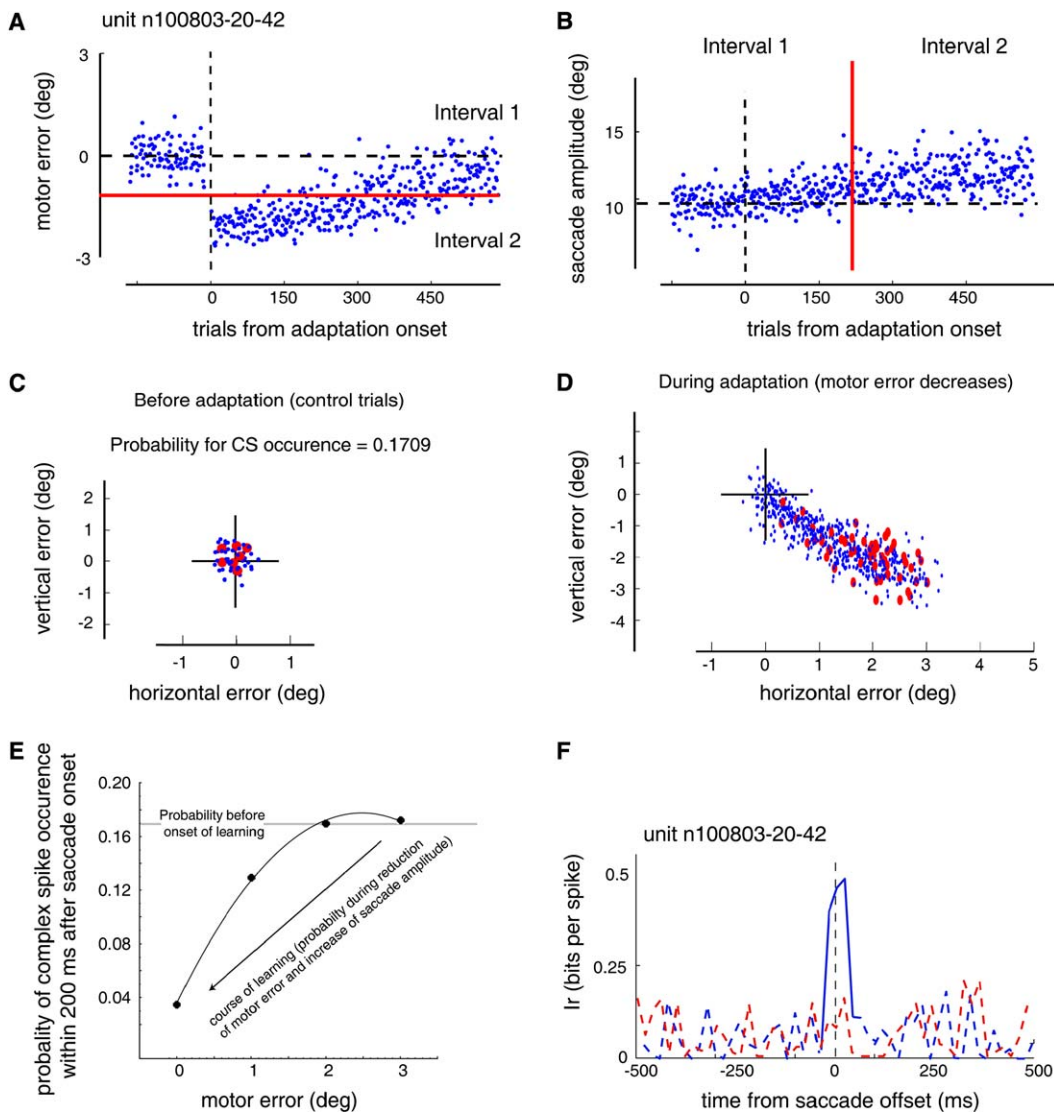 A
unit n100803-20-42
3
0
-3
motor error (deg)
Interval 1
Interval 2
0 150 300 450
trials from adaptation onset
B
Interval 1 Interval 2
15
10
saccade amplitude (deg)
0 150 300 450
trials from adaptation onset
C
Before adaptation (control trials)
Probability for CS occurence = 0.1709
2
1
0
-1
-2
vertical error (deg)
-1 0 1
horizontal error (deg)
D
During adaptation (motor error decreases)
1
0
-1
-2
-3
-4
vertical error (deg)
-1 0 1 2 3 4 5
horizontal error (deg)
E
probality of complex spike occurence
within 200 ms after saccade onset
0.20
0.16
0.12
0.08
0.04
Probability before
onset of learning
course of learning (probabilty during reduction
of motor error and increase of saccade amplitude)
0 1 2 3
motor error (deg)
F
unit n100803-20-42
0.5
0.25
0
Ir (bits per spike)
-500 -250 0 250 500
time from saccade offset (ms)